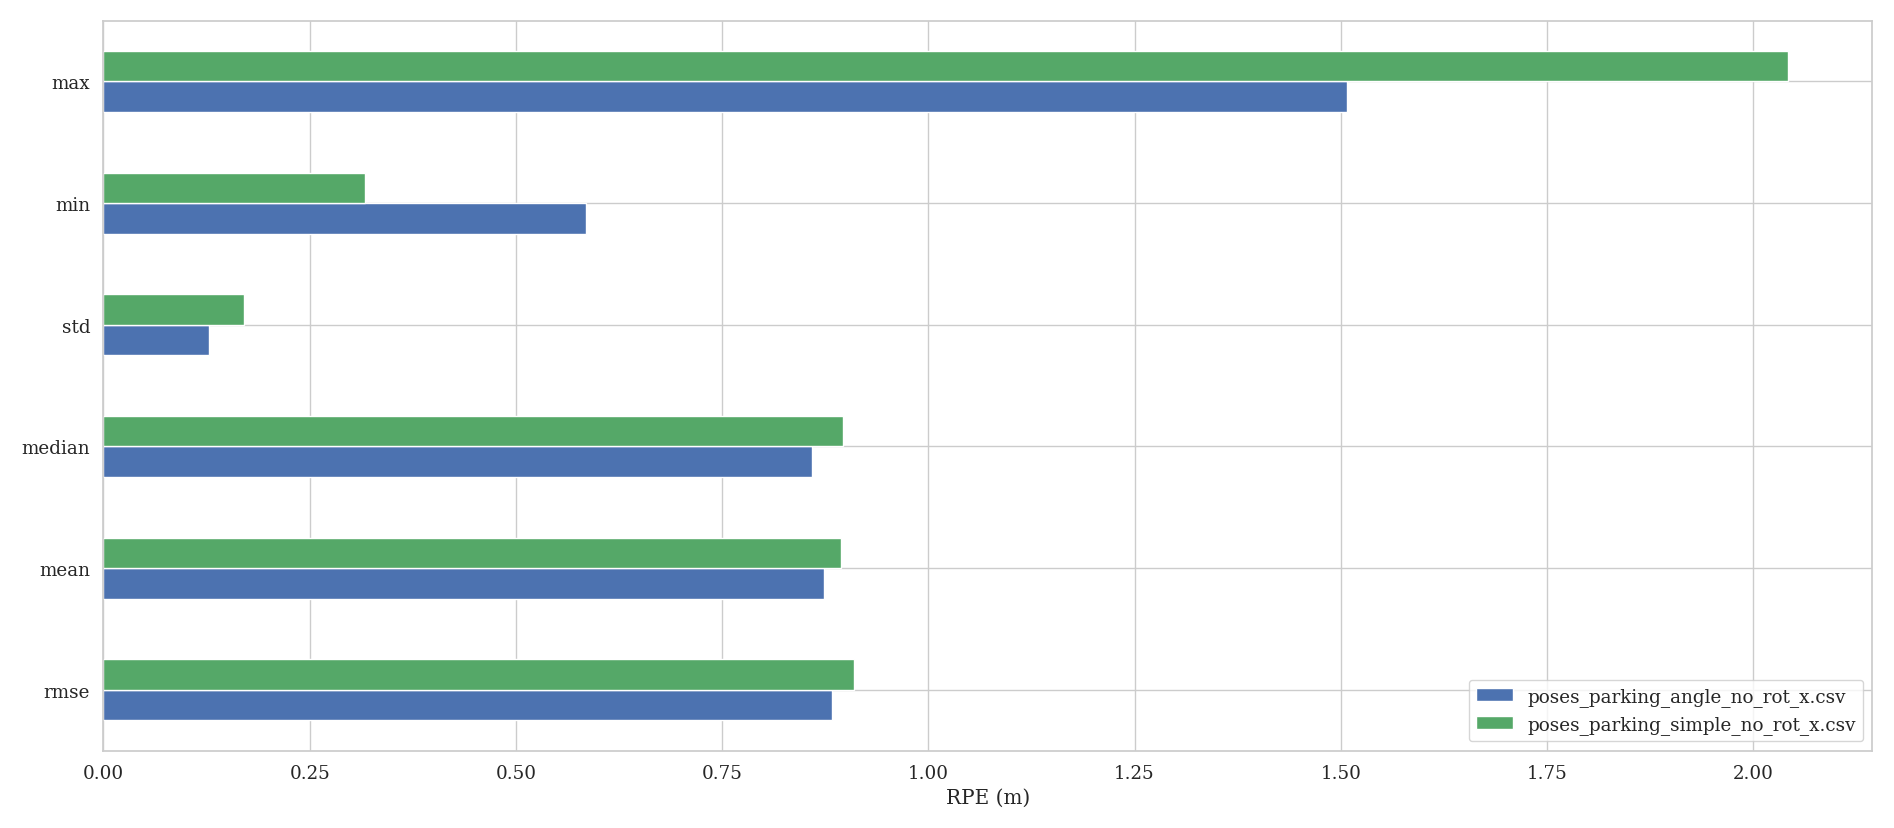 max
min
std
median
mean
rmse
poses_parking_angle_no_rot_x.csv
poses_parking_simple_no_rot_x.csv
0.00 0.25 0.50 0.75 1.00 1.25 1.50 1.75 2.00
RPE (m)